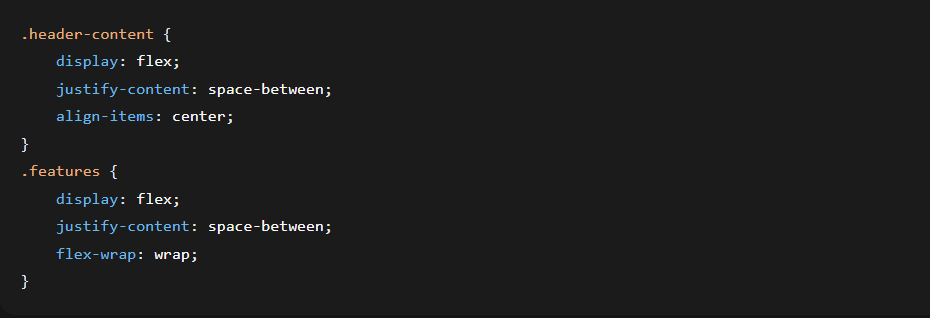 .header-content {
    display: flex;
    justify-content: space-between;
    align-items: center;
}
.features {
    display: flex;
    justify-content: space-between;
    flex-wrap: wrap;
}